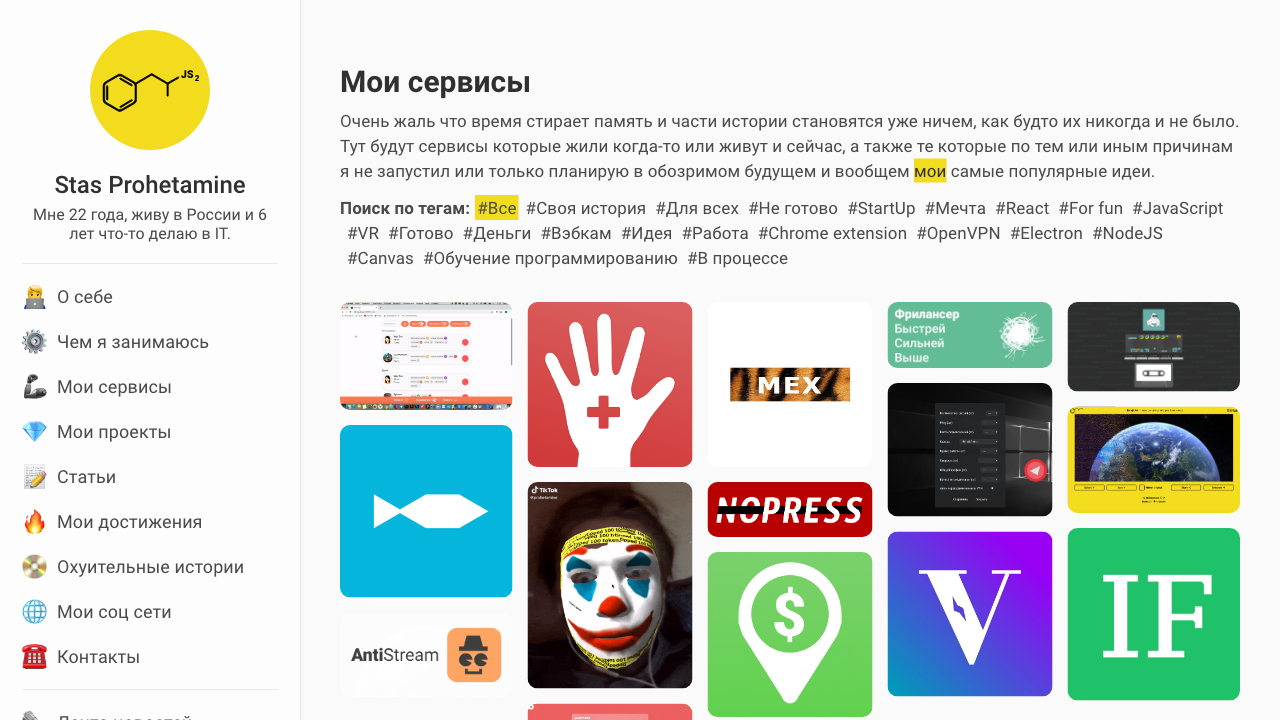 JS2
Stas Prohetamine
Мне 22 года, живу в России и 6
лет что-то делаю в IT.
О себе
Чем я занимаюсь
Мои сервисы
Мои проекты
Статьи
Мои достижения
Охуительные истории
Мои соц сети
Контакты
Мои сервисы
Очень жаль что время стирает память и части истории становятся уже ничем, как будто их никогда и не было.
Тут будут сервисы которые жили когда-то или живут и сейчас, а также те которые по тем или иным причинам
я не запустил или только планирую в обозримом будущем и вообщем мои самые популярные идеи.
Поиск по тегам: #Все #Своя история #Для всех #Не готово #StartUp #Мечта #React #For fun #JavaScript
#VR #Готово #Деньги #Вэбкам #Идея #Работа #Chrome extension #OpenVPN #Electron #NodeJS
#Canvas #Обучение программированию #В процессе
MEX
Фрилансер
Быстрей
Сильней
Выше
TikTok
NOPRESS
$
V
IF
AntiStream